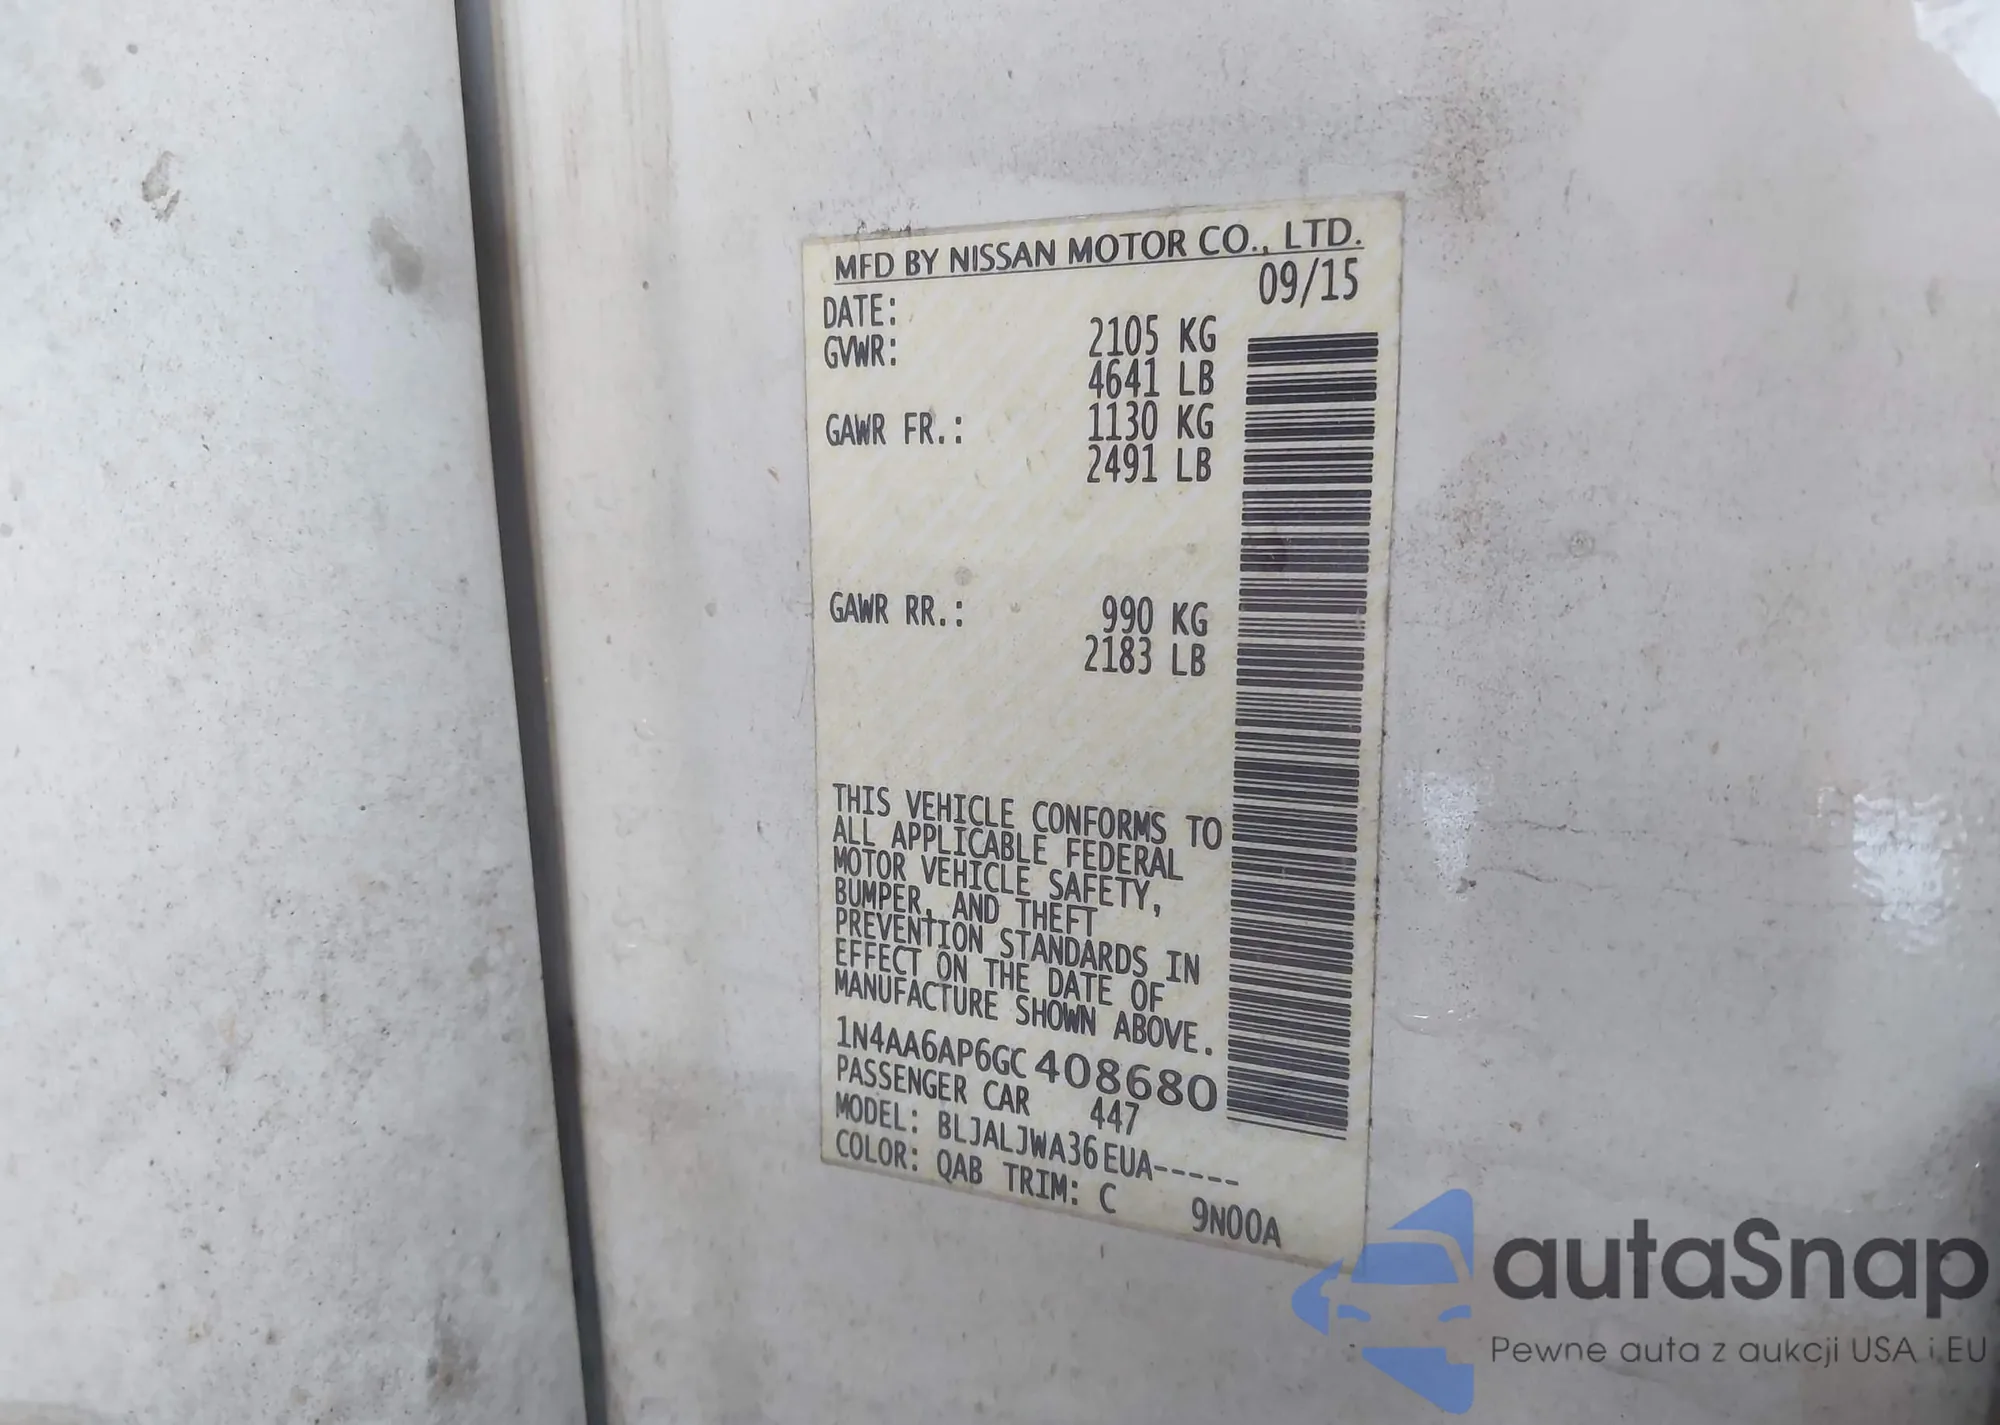 MFD BY NISSAN MOTOR CO., LTD.
DATE: 09/15
GVWR: 2105 KG
4641 LB
GAWR FR.: 1130 KG
2491 LB
GAWR RR.: 990 KG
2183 LB
THIS VEHICLE CONFORMS TO
ALL APPLICABLE FEDERAL
MOTOR VEHICLE SAFETY,
BUMPER, AND THEFT
PREVENTION STANDARDS IN
EFFECT ON THE DATE OF
MANUFACTURE SHOWN ABOVE.
1N4AA6AP6GC408680
PASSENGER CAR 447
MODEL: BLJALJWA36EUA-----
COLOR: QAB TRIM: C 9N00A
autaSnap
Pewne auta z aukcji USA i EU